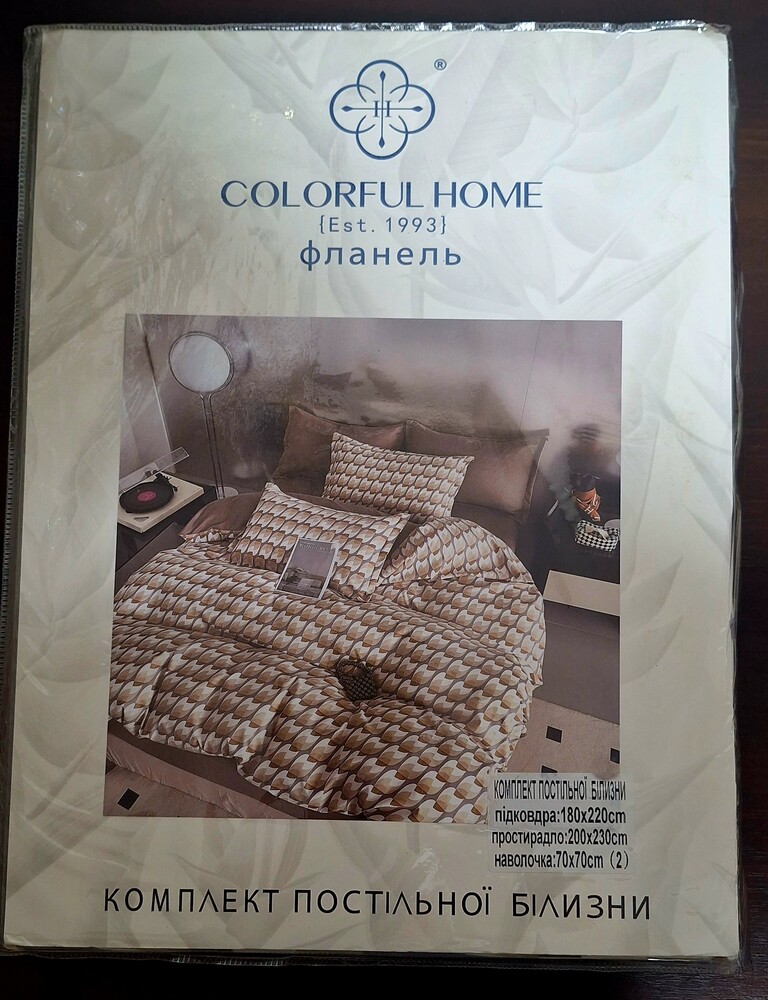 ®
H
COLORFUL HOME
{Est. 1993}
фланель
КОМПЛЕКТ ПОСТІЛЬНОЇ БІЛИЗНИ
підковдра:180x220cm
простирадло:200x230cm
наволочка:70x70cm (2)
КОМПЛЕКТ ПОСТІЛЬНОЇ БІЛИЗНИ